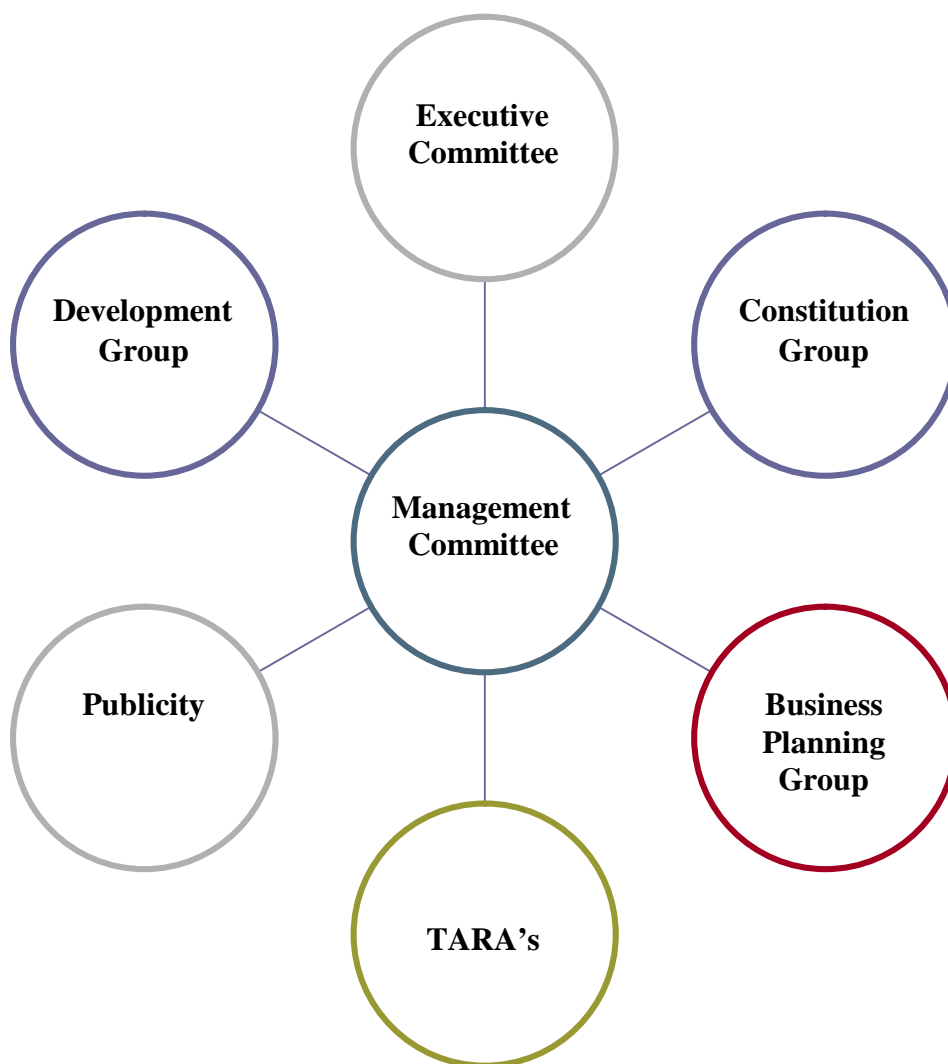 Executive
Committee
Development
Group
Constitution
Group
Management
Committee
Publicity
Business
Planning
Group
TARA’s